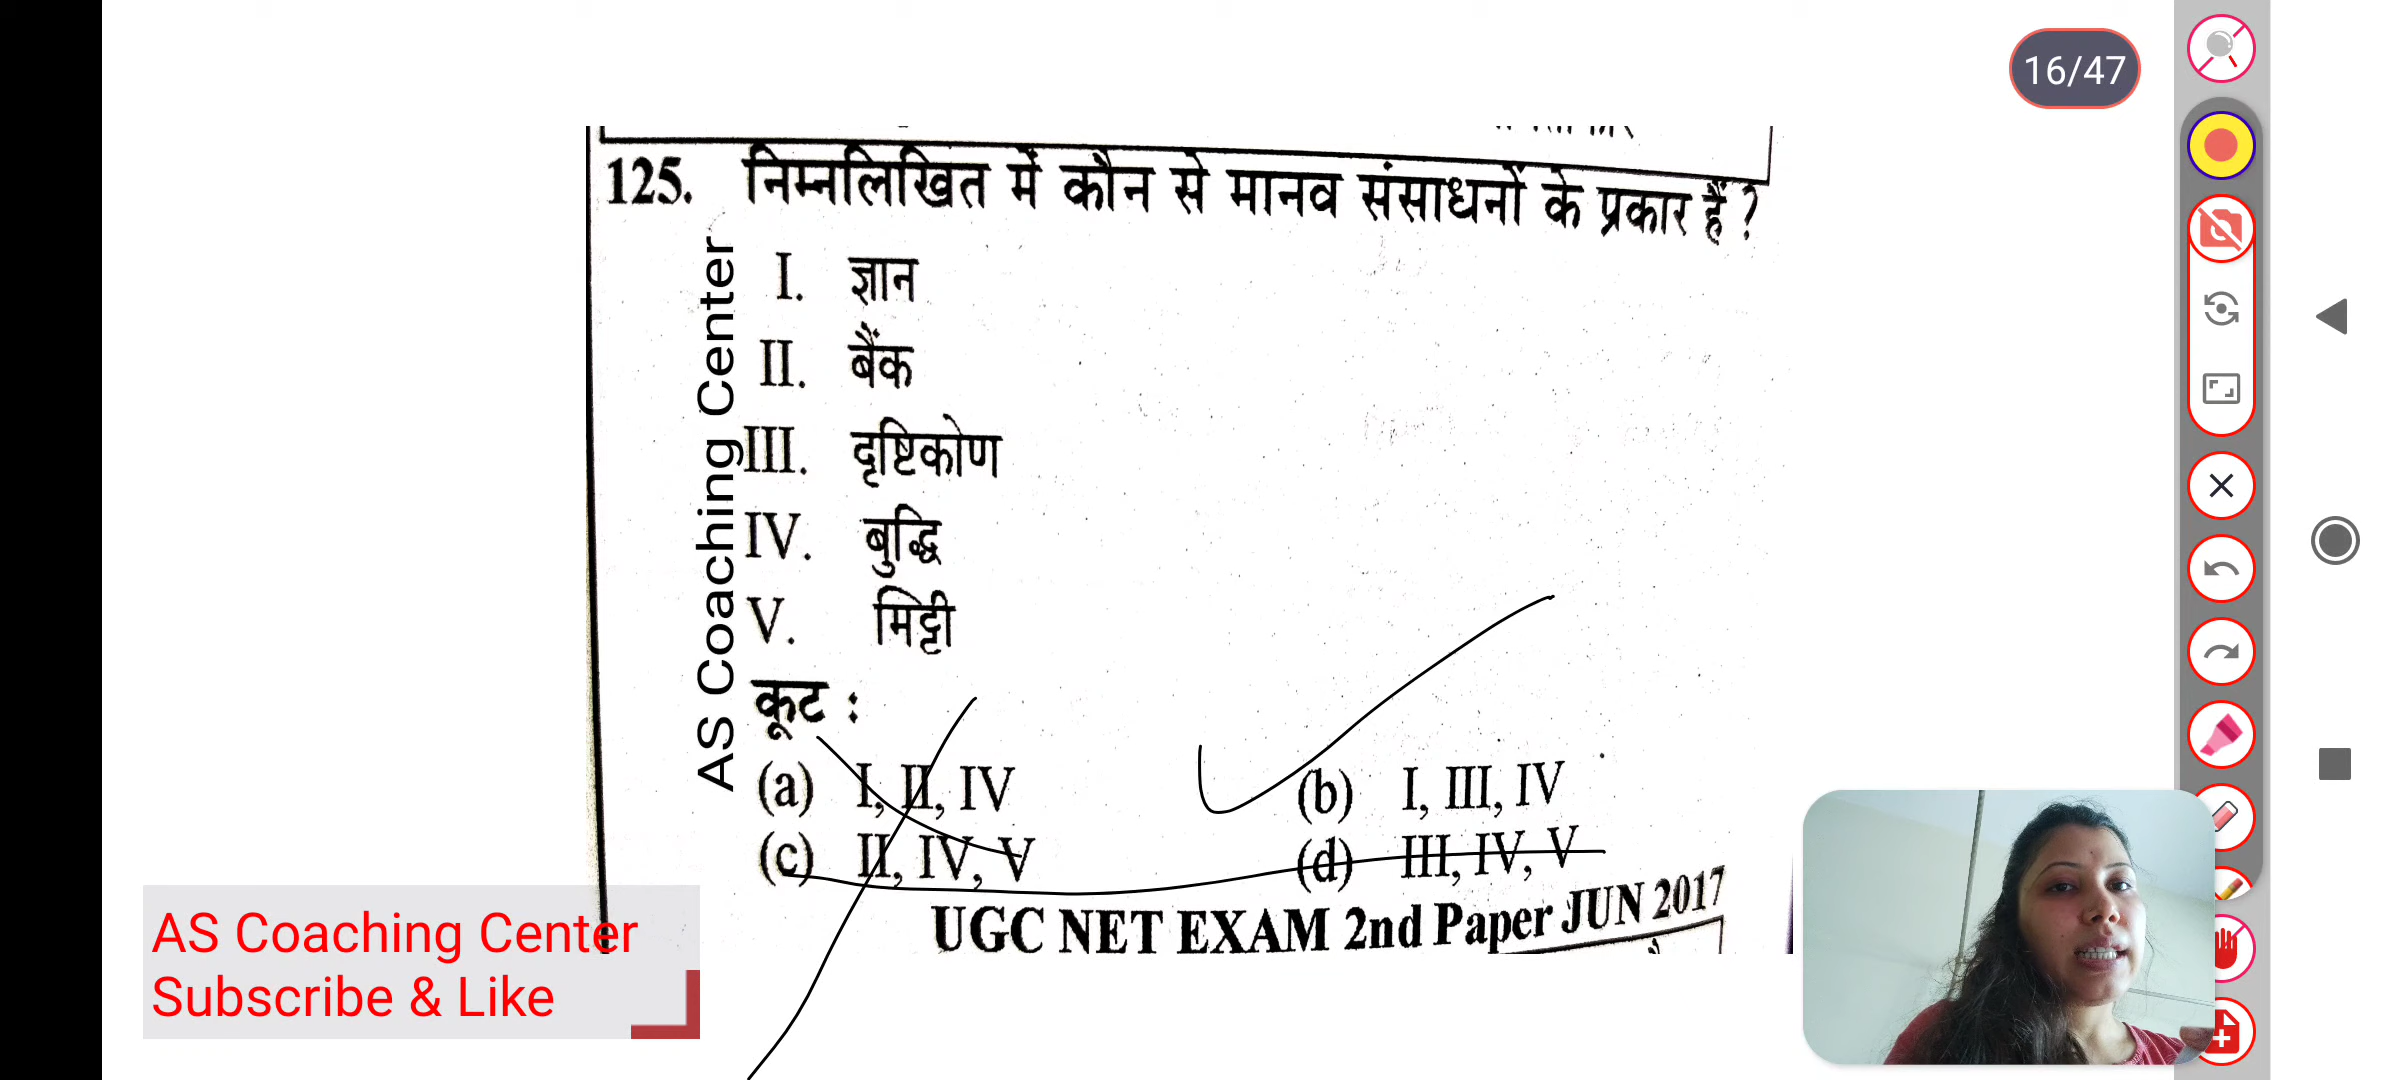 16/47
125. निम्नलिखित में कौन से मानव संसाधनों के प्रकार हैं ?
I. ज्ञान
II. बैंक
III. दृष्टिकोण
IV. बुद्धि
V. मिट्टी
कूट :
(a) I, II, IV (b) I, III, IV
(c) II, IV, V (d) III, IV, V
UGC NET EXAM 2nd Paper JUN 2017
AS Coaching Center
AS Coaching Center
Subscribe & Like